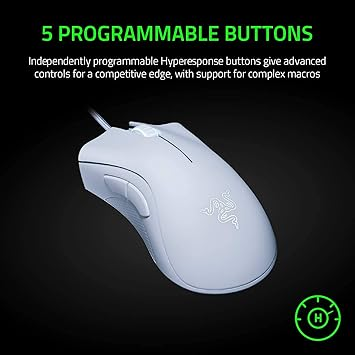 5 PROGRAMMABLE BUTTONS
Independently programmable Hyperesponse buttons give advanced
controls for a competitive edge, with support for complex macros
H